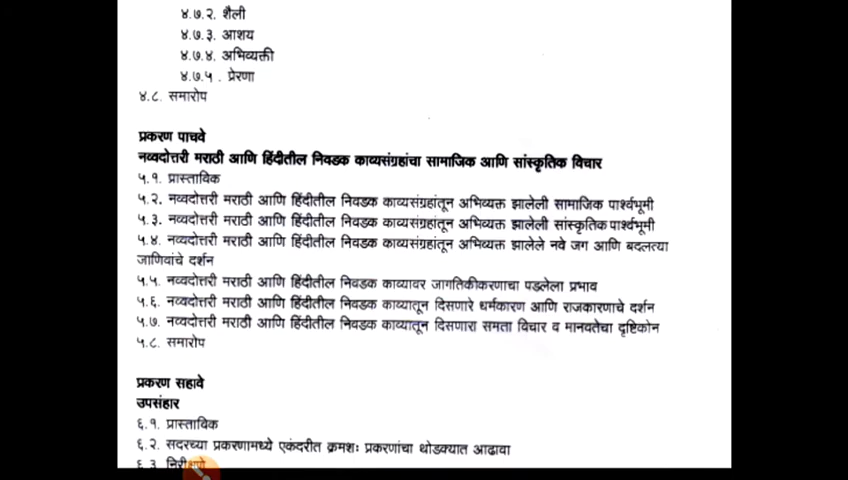 ४.७.२. शैली
४.७.३. आशय
४.७.४. अभिव्यक्ती
४.७.५ . प्रेरणा
४.८. समारोप
प्रकरण पाचवे
नव्वदोत्तरी मराठी आणि हिंदीतील निवडक काव्यसंग्रहांचा सामाजिक आणि सांस्कृतिक विचार
५.१. प्रास्ताविक
५.२. नव्वदोत्तरी मराठी आणि हिंदीतील निवडक काव्यसंग्रहांतून अभिव्यक्त झालेली सामाजिक पार्श्वभूमी
५.३. नव्वदोत्तरी मराठी आणि हिंदीतील निवडक काव्यसंग्रहांतून अभिव्यक्त झालेली सांस्कृतिक पार्श्वभूमी
५.४. नव्वदोत्तरी मराठी आणि हिंदीतील निवडक काव्यसंग्रहांतून अभिव्यक्त झालेले नवे जग आणि बदलत्या
जाणिवांचे दर्शन
५.५. नव्वदोत्तरी मराठी आणि हिंदीतील निवडक काव्यावर जागतिकीकरणाचा पडलेला प्रभाव
५.६. नव्वदोत्तरी मराठी आणि हिंदीतील निवडक काव्यातून दिसणारे धर्मकारण आणि राजकारणाचे दर्शन
५.७. नव्वदोत्तरी मराठी आणि हिंदीतील निवडक काव्यातून दिसणारा समता विचार व मानवतेचा दृष्टिकोन
५.८. समारोप
प्रकरण सहावे
उपसंहार
६.१. प्रास्ताविक
६.२. सदरच्या प्रकरणामध्ये एकंदरीत क्रमशः प्रकरणांचा थोडक्यात आढावा
६.३ निरीक्षणे